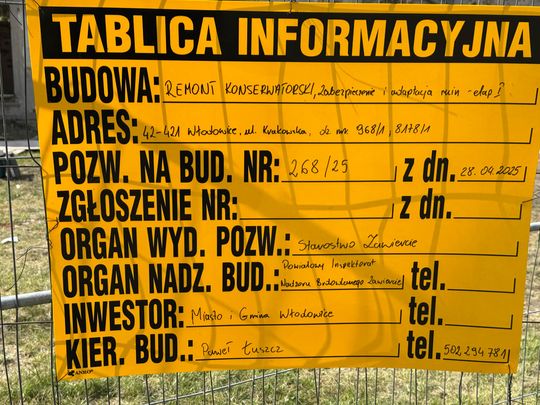 TABLICA INFORMACYJNA
BUDOWA: REMONT KONSERWATORSKI, zabezpieczenie i adaptacja ruin - etap I
ADRES: 42-421 Włodowice, ul. Krakowska, dz. nr 968/1, 8178/1
POZW. NA BUD. NR: 268/25 z dn. 28.04.2025
ZGŁOSZENIE NR: z dn.
ORGAN WYD. POZW.: Starostwo Zawiercie
ORGAN NADZ. BUD.: Powiatowy Inspektorat tel.
Nadzoru Budowlanego Zawiercie
INWESTOR: Miasto i Gmina Włodowice tel.
KIER. BUD.: Paweł Łuszcz tel. 502 294 781